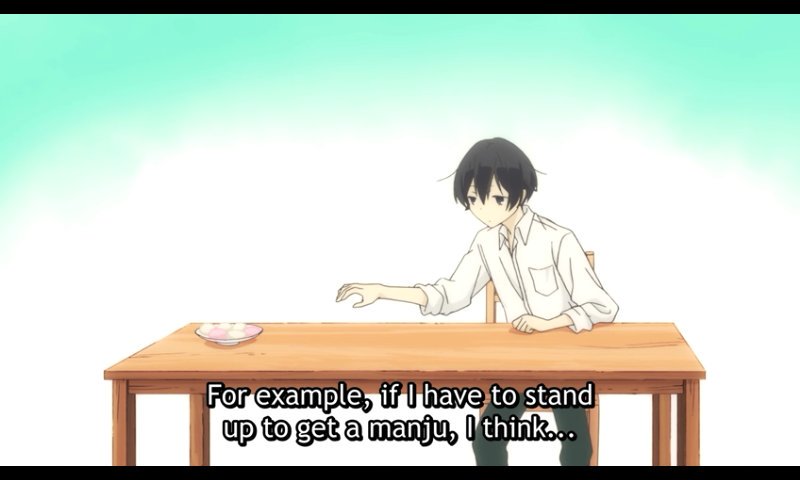 For example, if I have to stand
up to get a manju, I think...